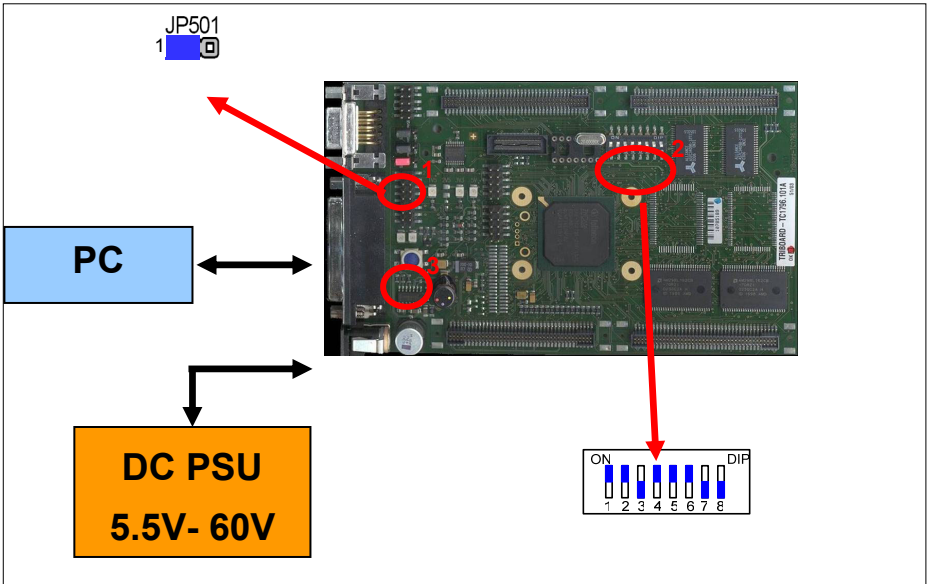 JP501
1
1
2
TRIBOARD - TC1796.101A
3
PC
DC PSU
5.5V- 60V
ON DIP
1 2 3 4 5 6 7 8